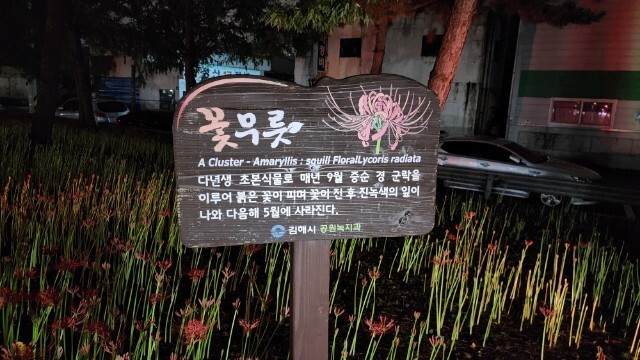 꽃무릇
A Cluster - Amaryllis : squill FloralLycoris radiata
다년생 초본식물로 매년 9월 중순 경 군락을
이루어 붉은 꽃이 피며 꽃이 진 후 진녹색의 잎이
나와 다음해 5월에 사라진다.
김해시 공원녹지과